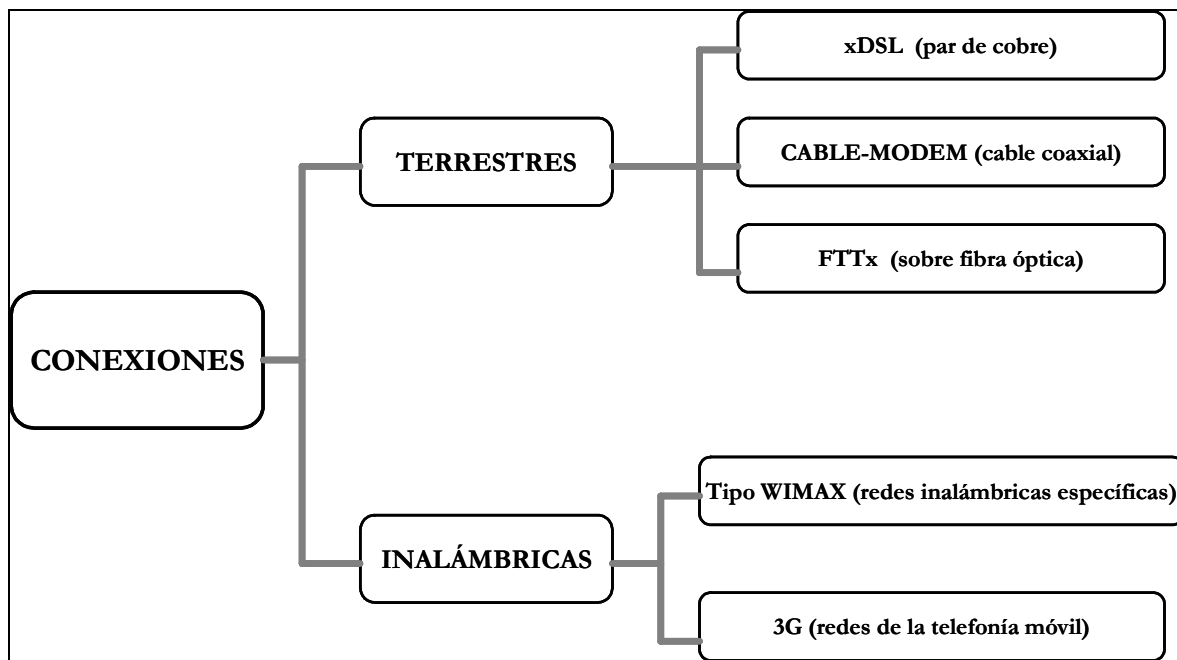 xDSL (par de cobre)
TERRESTRES
CABLE-MODEM (cable coaxial)
FTTx (sobre fibra óptica)
CONEXIONES
Tipo WIMAX (redes inalámbricas específicas)
INALÁMBRICAS
3G (redes de la telefonía móvil)